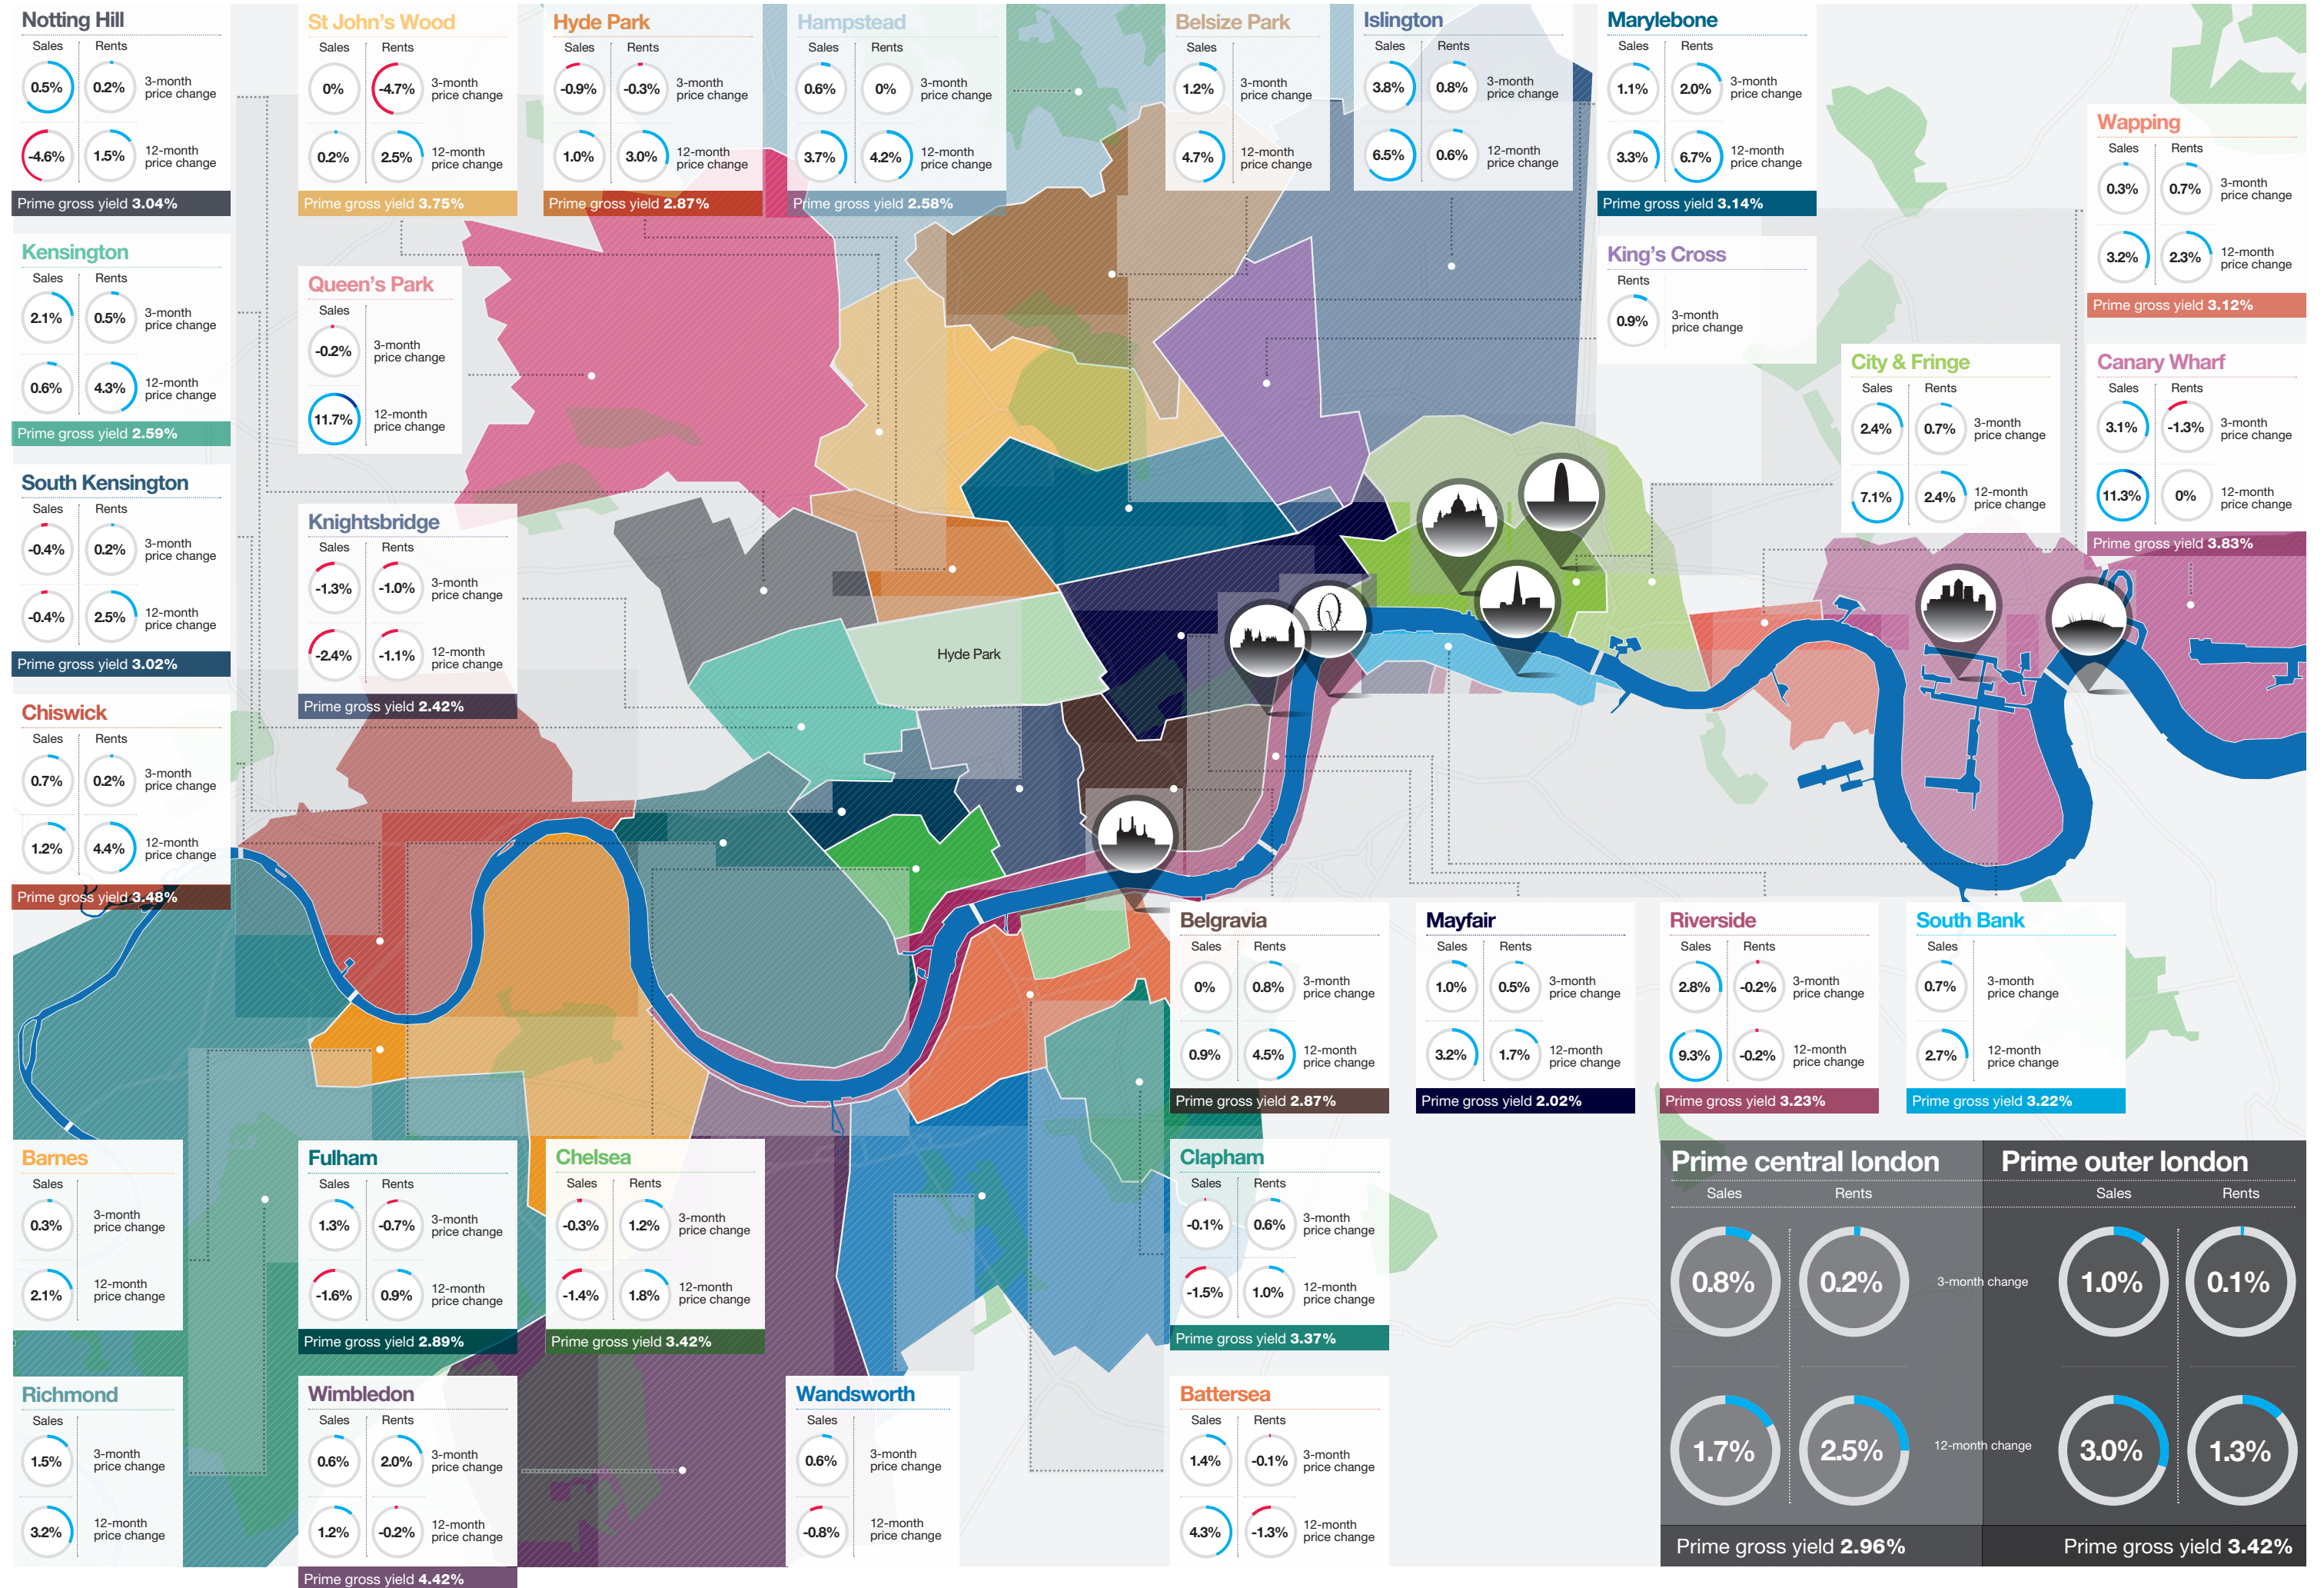 Notting Hill
Sales Rents
0.5% 0.2% 3-month
price change
-4.6% 1.5% 12-month
price change
Prime gross yield 3.04%
St John's Wood
Sales Rents
0% -4.7% 3-month
price change
0.2% 2.5% 12-month
price change
Prime gross yield 3.75%
Hyde Park
Sales Rents
-0.9% -0.3% 3-month
price change
1.0% 3.0% 12-month
price change
Prime gross yield 2.87%
Hampstead
Sales Rents
0.6% 0% 3-month
price change
3.7% 4.2% 12-month
price change
Prime gross yield 2.58%
Belsize Park
Sales
1.2% 3-month
price change
4.7% 12-month
price change
Islington
Sales Rents
3.8% 0.8% 3-month
price change
6.5% 0.6% 12-month
price change
Marylebone
Sales Rents
1.1% 2.0% 3-month
price change
3.3% 6.7% 12-month
price change
Prime gross yield 3.14%
Wapping
Sales Rents
0.3% 0.7% 3-month
price change
3.2% 2.3% 12-month
price change
Prime gross yield 3.12%
Kensington
Sales Rents
2.1% 0.5% 3-month
price change
0.6% 4.3% 12-month
price change
Prime gross yield 2.59%
Queen's Park
Sales
-0.2% 3-month
price change
11.7% 12-month
price change
King's Cross
Rents
0.9% 3-month
price change
City & Fringe
Sales Rents
2.4% 0.7% 3-month
price change
7.1% 2.4% 12-month
price change
Canary Wharf
Sales Rents
3.1% -1.3% 3-month
price change
11.3% 0% 12-month
price change
Prime gross yield 3.83%
South Kensington
Sales Rents
-0.4% 0.2% 3-month
price change
-0.4% 2.5% 12-month
price change
Prime gross yield 3.02%
Knightsbridge
Sales Rents
-1.3% -1.0% 3-month
price change
-2.4% -1.1% 12-month
price change
Prime gross yield 2.42%
Hyde Park
Chiswick
Sales Rents
0.7% 0.2% 3-month
price change
1.2% 4.4% 12-month
price change
Prime gross yield 3.48%
Belgravia
Sales Rents
0% 0.8% 3-month
price change
0.9% 4.5% 12-month
price change
Prime gross yield 2.87%
Mayfair
Sales Rents
1.0% 0.5% 3-month
price change
3.2% 1.7% 12-month
price change
Prime gross yield 2.02%
Riverside
Sales Rents
2.8% -0.2% 3-month
price change
9.3% -0.2% 12-month
price change
Prime gross yield 3.23%
South Bank
Sales
0.7% 3-month
price change
2.7% 12-month
price change
Prime gross yield 3.22%
Barnes
Sales
0.3% 3-month
price change
2.1% 12-month
price change
Fulham
Sales Rents
1.3% -0.7% 3-month
price change
-1.6% 0.9% 12-month
price change
Prime gross yield 2.89%
Chelsea
Sales Rents
-0.3% 1.2% 3-month
price change
-1.4% 1.8% 12-month
price change
Prime gross yield 3.42%
Clapham
Sales Rents
-0.1% 0.6% 3-month
price change
-1.5% 1.0% 12-month
price change
Prime gross yield 3.37%
Richmond
Sales
1.5% 3-month
price change
3.2% 12-month
price change
Wimbledon
Sales Rents
0.6% 2.0% 3-month
price change
1.2% -0.2% 12-month
price change
Prime gross yield 4.42%
Wandsworth
Sales
0.6% 3-month
price change
-0.8% 12-month
price change
Battersea
Sales Rents
1.4% -0.1% 3-month
price change
4.3% -1.3% 12-month
price change
Prime central london Prime outer london
Sales Rents Sales Rents
0.8% 0.2% 3-month change 1.0% 0.1%
1.7% 2.5% 12-month change 3.0% 1.3%
Prime gross yield 2.96% Prime gross yield 3.42%